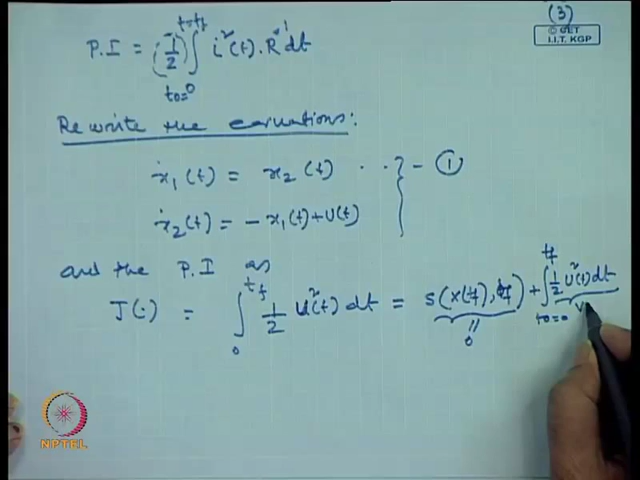 (3)
© CET
I.I.T. KGP
t=tf
P.I = (1/2) ∫ i²(t). R¹ dt
t0=0
Rewrite the equations:
ẋ1(t) = x2(t) . . } - ①
ẋ2(t) = - x1(t) + U(t)
and the P.I as
J(.) = ∫ 0 tf 1/2 u²(t) dt = S(x(tf), tf) + ∫ t0=0 tf 1/2 U²(t) dt
|| 0 V
NPTEL